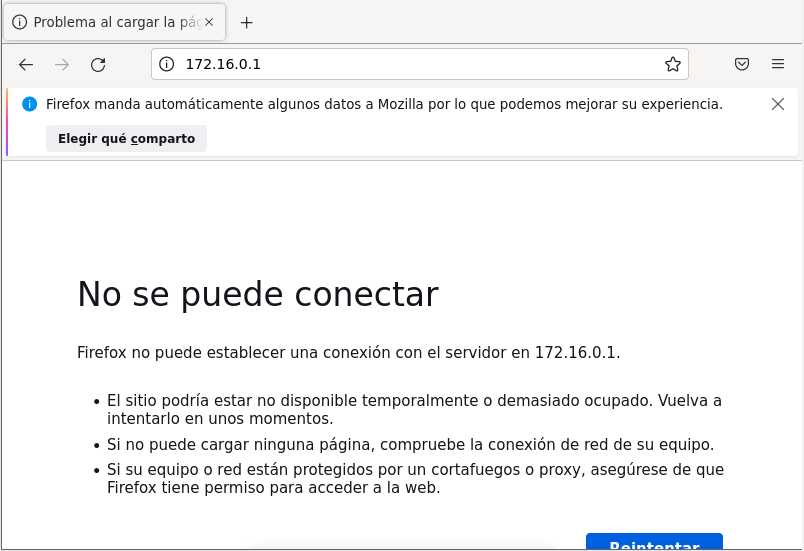 Problema al cargar la pág
172.16.0.1
Firefox manda automáticamente algunos datos a Mozilla por lo que podemos mejorar su experiencia.
Elegir qué comparto
No se puede conectar
Firefox no puede establecer una conexión con el servidor en 172.16.0.1.
• El sitio podría estar no disponible temporalmente o demasiado ocupado. Vuelva a
intentarlo en unos momentos.
• Si no puede cargar ninguna página, compruebe la conexión de red de su equipo.
• Si su equipo o red están protegidos por un cortafuegos o proxy, asegúrese de que
Firefox tiene permiso para acceder a la web.
Reintentar